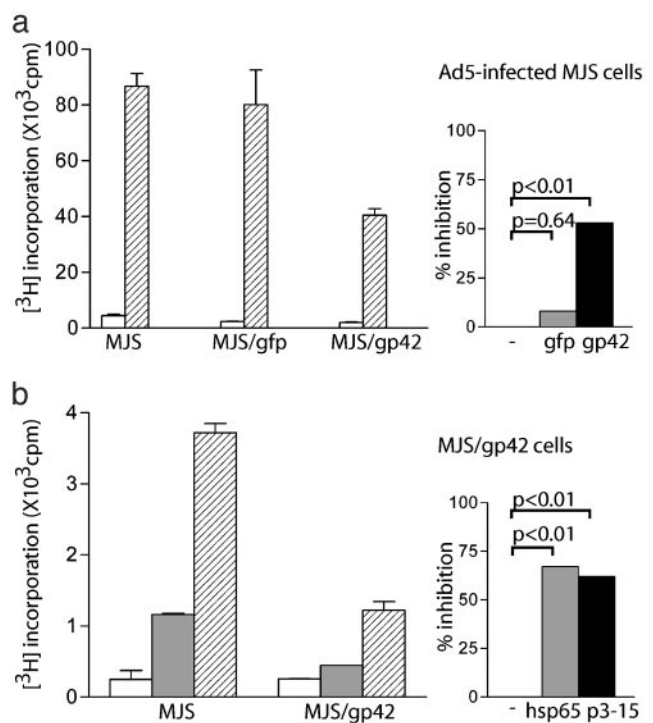 a
[³H] incorporation (X10³cpm)
100
80
60
40
20
0
MJS
MJS/gfp
MJS/gp42
Ad5-infected MJS cells
% inhibition
100
75
50
25
0
p<0.01
p=0.64
-
gfp
gp42
b
[³H] incorporation (X10³cpm)
4
3
2
1
0
MJS
MJS/gp42
MJS/gp42 cells
% inhibition
100
75
50
25
0
p<0.01
p<0.01
-
hsp65
p3-15